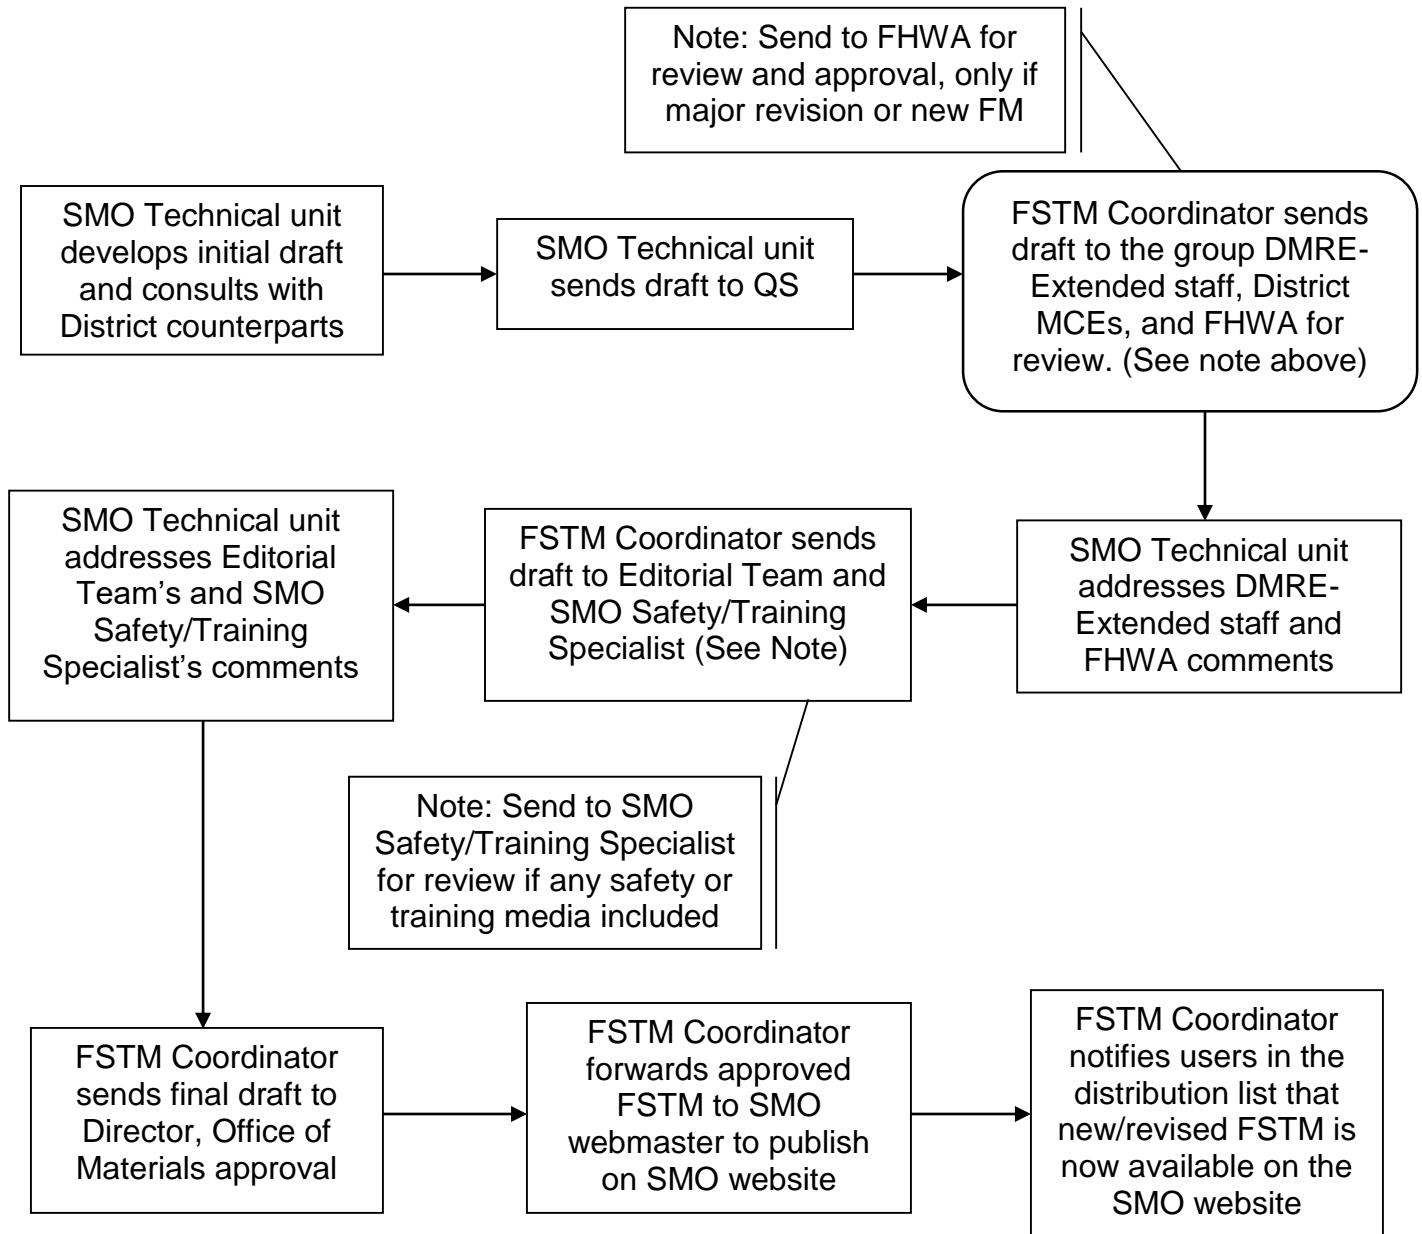 Note: Send to FHWA for
review and approval, only if
major revision or new FM
SMO Technical unit
develops initial draft
and consults with
District counterparts
SMO Technical unit
sends draft to QS
FSTM Coordinator sends
draft to the group DMRE-
Extended staff, District
MCEs, and FHWA for
review. (See note above)
SMO Technical unit
addresses DMRE-
Extended staff and
FHWA comments
FSTM Coordinator sends
draft to Editorial Team and
SMO Safety/Training
Specialist (See Note)
SMO Technical unit
addresses Editorial
Team’s and SMO
Safety/Training
Specialist’s comments
Note: Send to SMO
Safety/Training Specialist
for review if any safety or
training media included
FSTM Coordinator
sends final draft to
Director, Office of
Materials approval
FSTM Coordinator
forwards approved
FSTM to SMO
webmaster to publish
on SMO website
FSTM Coordinator
notifies users in the
distribution list that
new/revised FSTM is
now available on the
SMO website